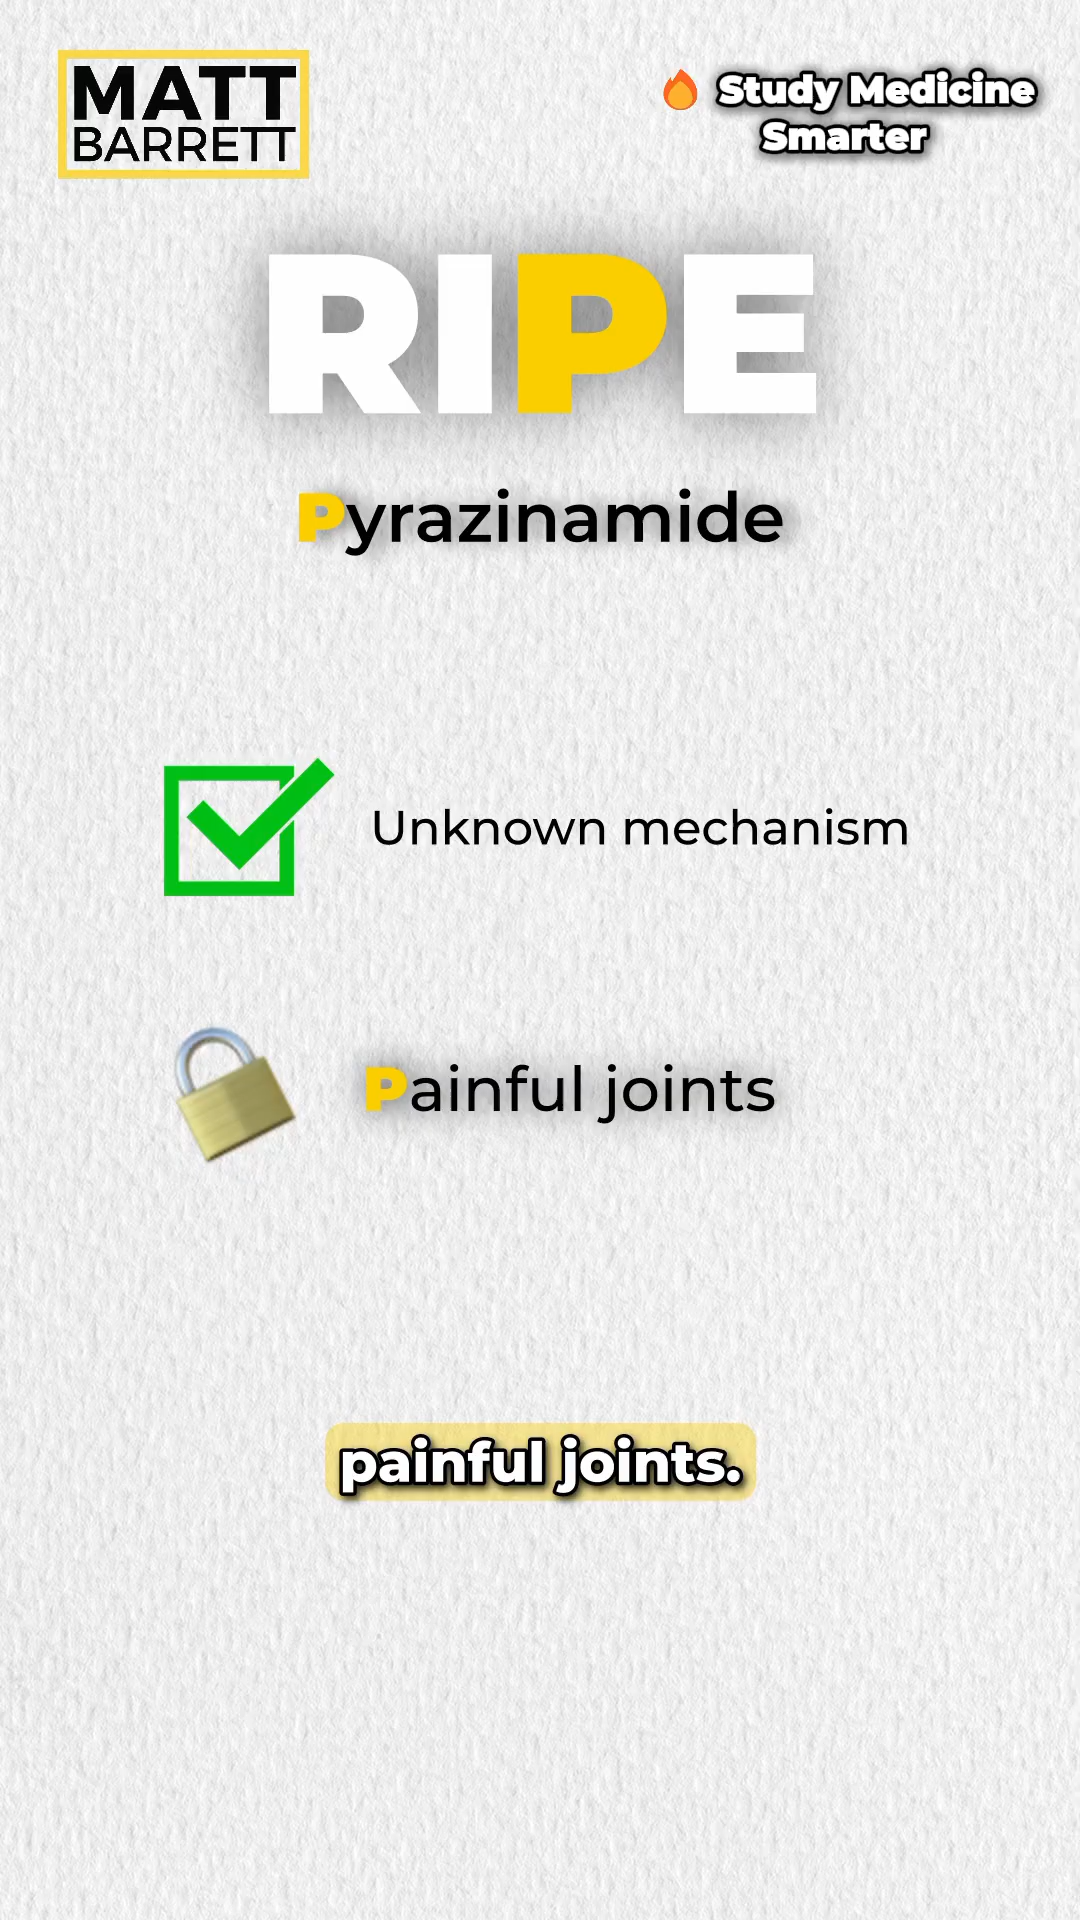 MATT
BARRETT
Study Medicine
Smarter
RIPE
Pyrazinamide
Unknown mechanism
Painful joints
painful joints.